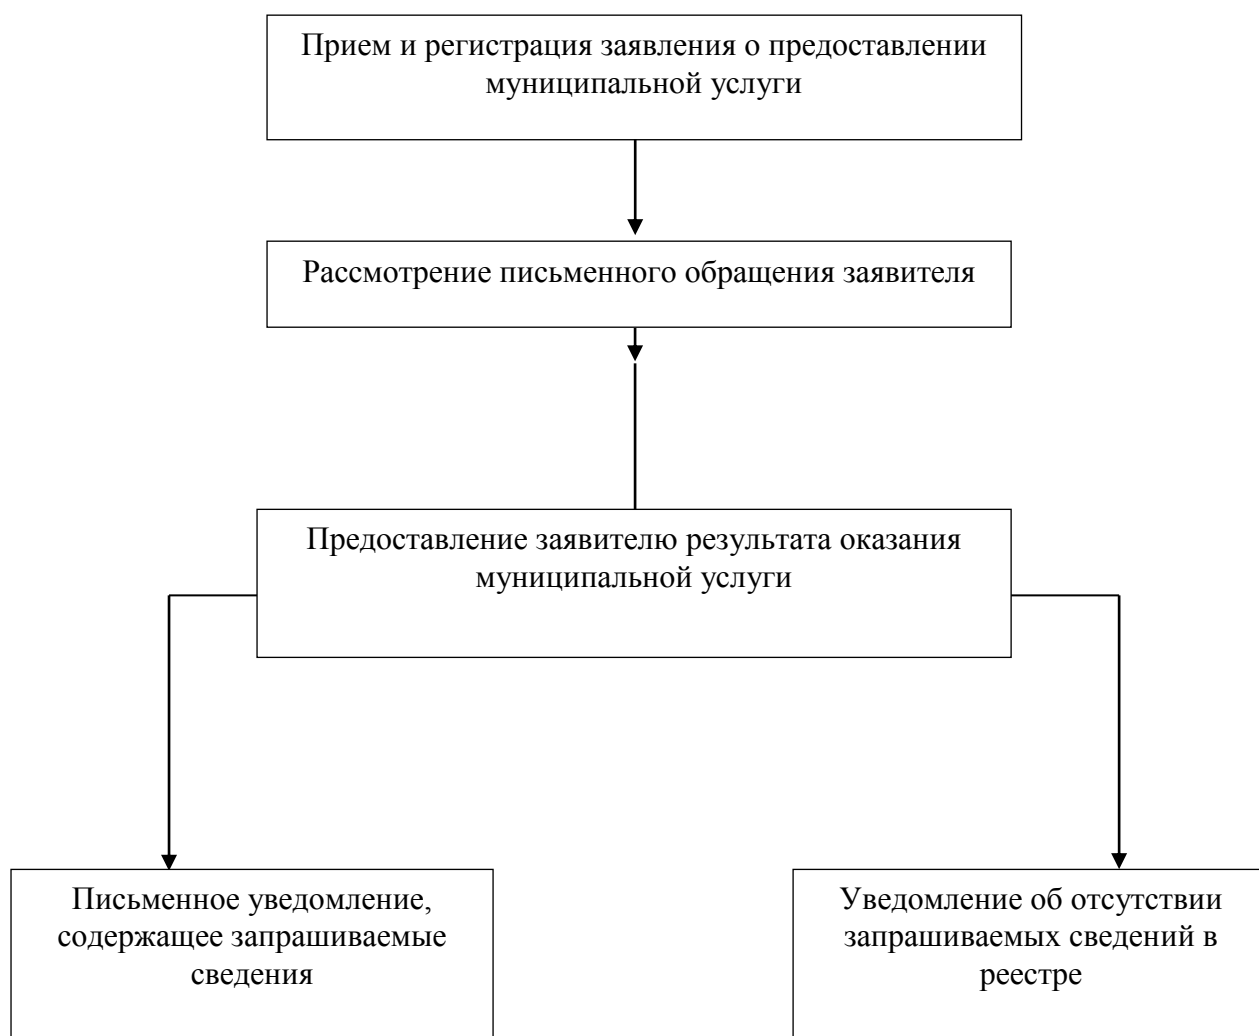 Прием и регистрация заявления о предоставлении
муниципальной услуги
Рассмотрение письменного обращения заявителя
Предоставление заявителю результата оказания
муниципальной услуги
Письменное уведомление,
содержащее запрашиваемые
сведения
Уведомление об отсутствии
запрашиваемых сведений в
реестре